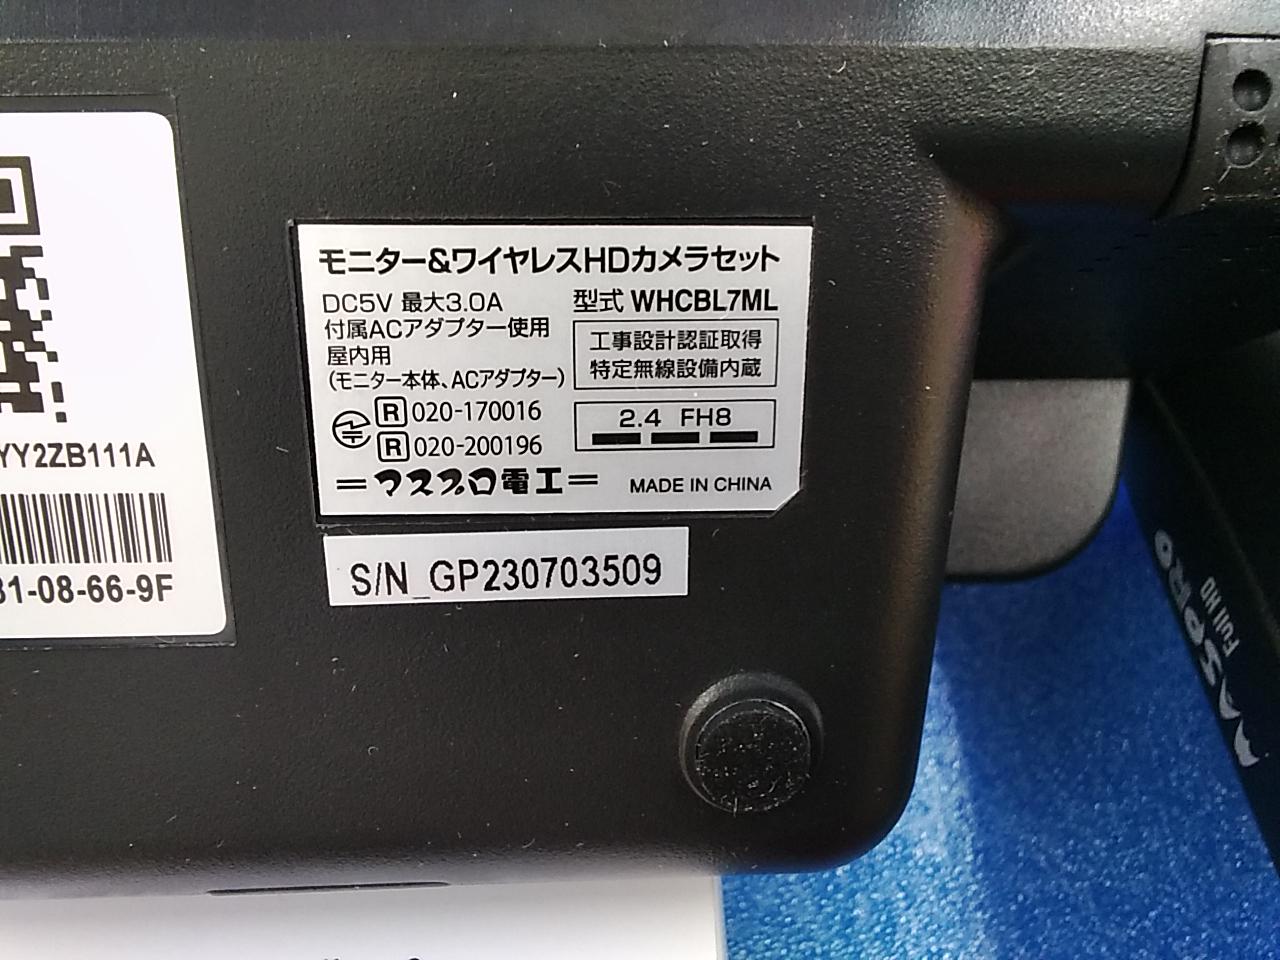 モニター&ワイヤレスHDカメラセット
DC5V 最大3.0A
型式 WHCBL7ML
付属ACアダプター使用
屋内用
(モニター本体、ACアダプター)
工事設計認証取得
特定無線設備内蔵
R 020-170016
R 020-200196
2.4 FH8
=マスプロ電工=
MADE IN CHINA
S/N_GP230703509
YY2ZB111A
31-08-66-9F
MASPRO
Full HD